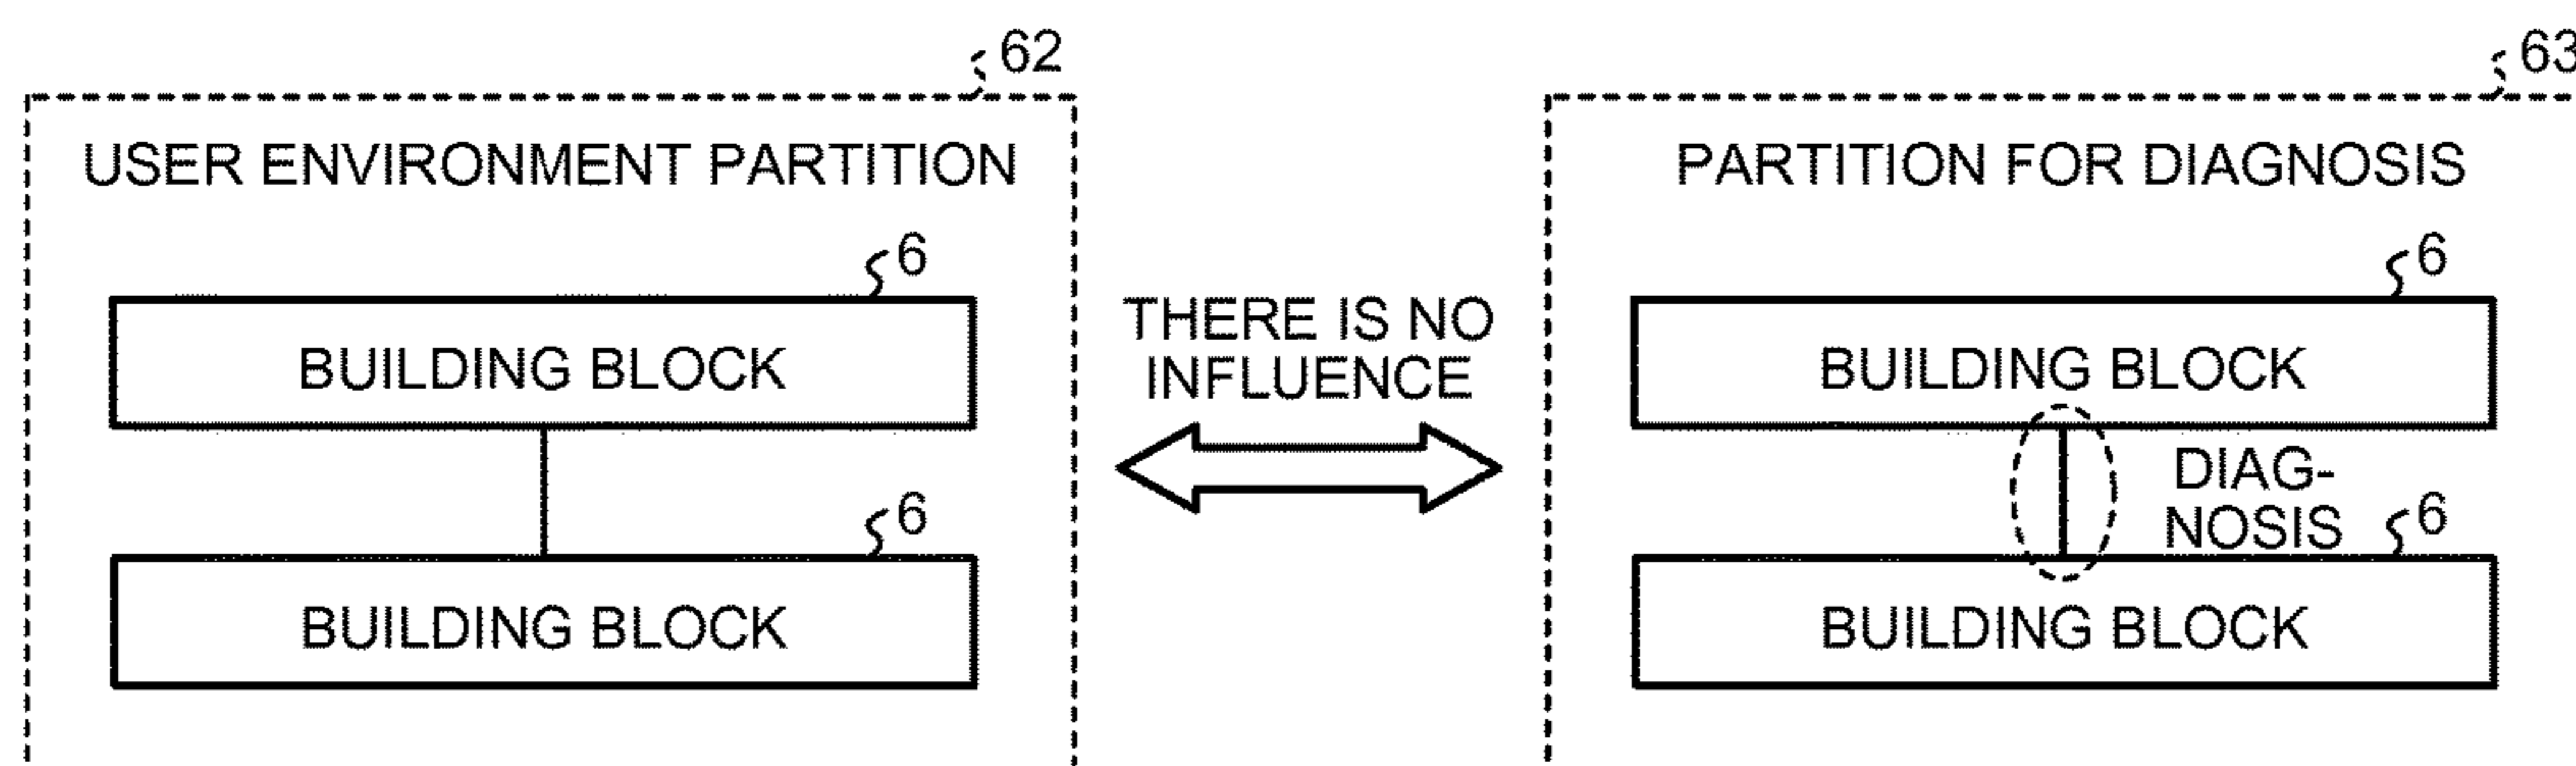 62
63
USER ENVIRONMENT PARTITION
PARTITION FOR DIAGNOSIS
6
6
BUILDING BLOCK
THERE IS NO
INFLUENCE
BUILDING BLOCK
DIAG-
NOSIS
6
6
BUILDING BLOCK
BUILDING BLOCK